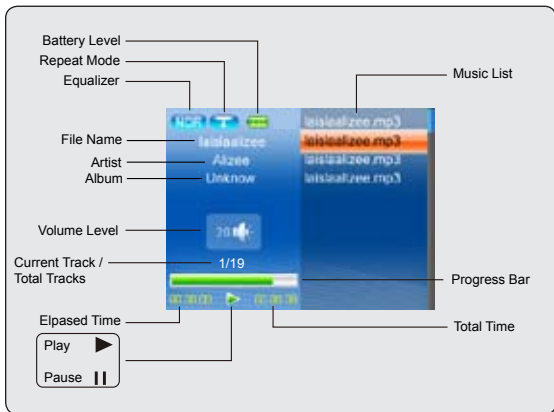 Battery Level
Repeat Mode
Equalizer
Music List
NOR
laislaalizee.mp3
File Name
laislaalizee
laislaalizee.mp3
Artist
Alizee
laislaalizee.mp3
Album
Unknow
laislaalizee.mp3
Volume Level
20
Current Track /
Total Tracks
1/19
Progress Bar
Elpased Time
Total Time
Play
Pause